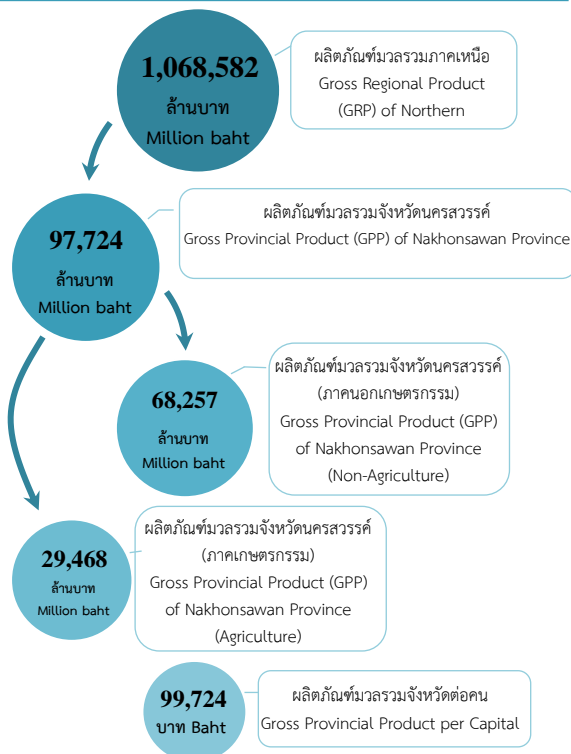 1,068,582
ล้านบาท
Million baht
ผลิตภัณฑ์มวลรวมภาคเหนือ
Gross Regional Product
(GRP) of Northern
97,724
ล้านบาท
Million baht
ผลิตภัณฑ์มวลรวมจังหวัดนครสวรรค์
Gross Provincial Product (GPP) of Nakhonsawan Province
68,257
ล้านบาท
Million baht
ผลิตภัณฑ์มวลรวมจังหวัดนครสวรรค์
(ภาคนอกเกษตรกรรม)
Gross Provincial Product (GPP)
of Nakhonsawan Province
(Non-Agriculture)
29,468
ล้านบาท
Million baht
ผลิตภัณฑ์มวลรวมจังหวัดนครสวรรค์
(ภาคเกษตรกรรม)
Gross Provincial Product (GPP)
of Nakhonsawan Province
(Agriculture)
99,724
บาท Baht
ผลิตภัณฑ์มวลรวมจังหวัดต่อคน
Gross Provincial Product per Capital